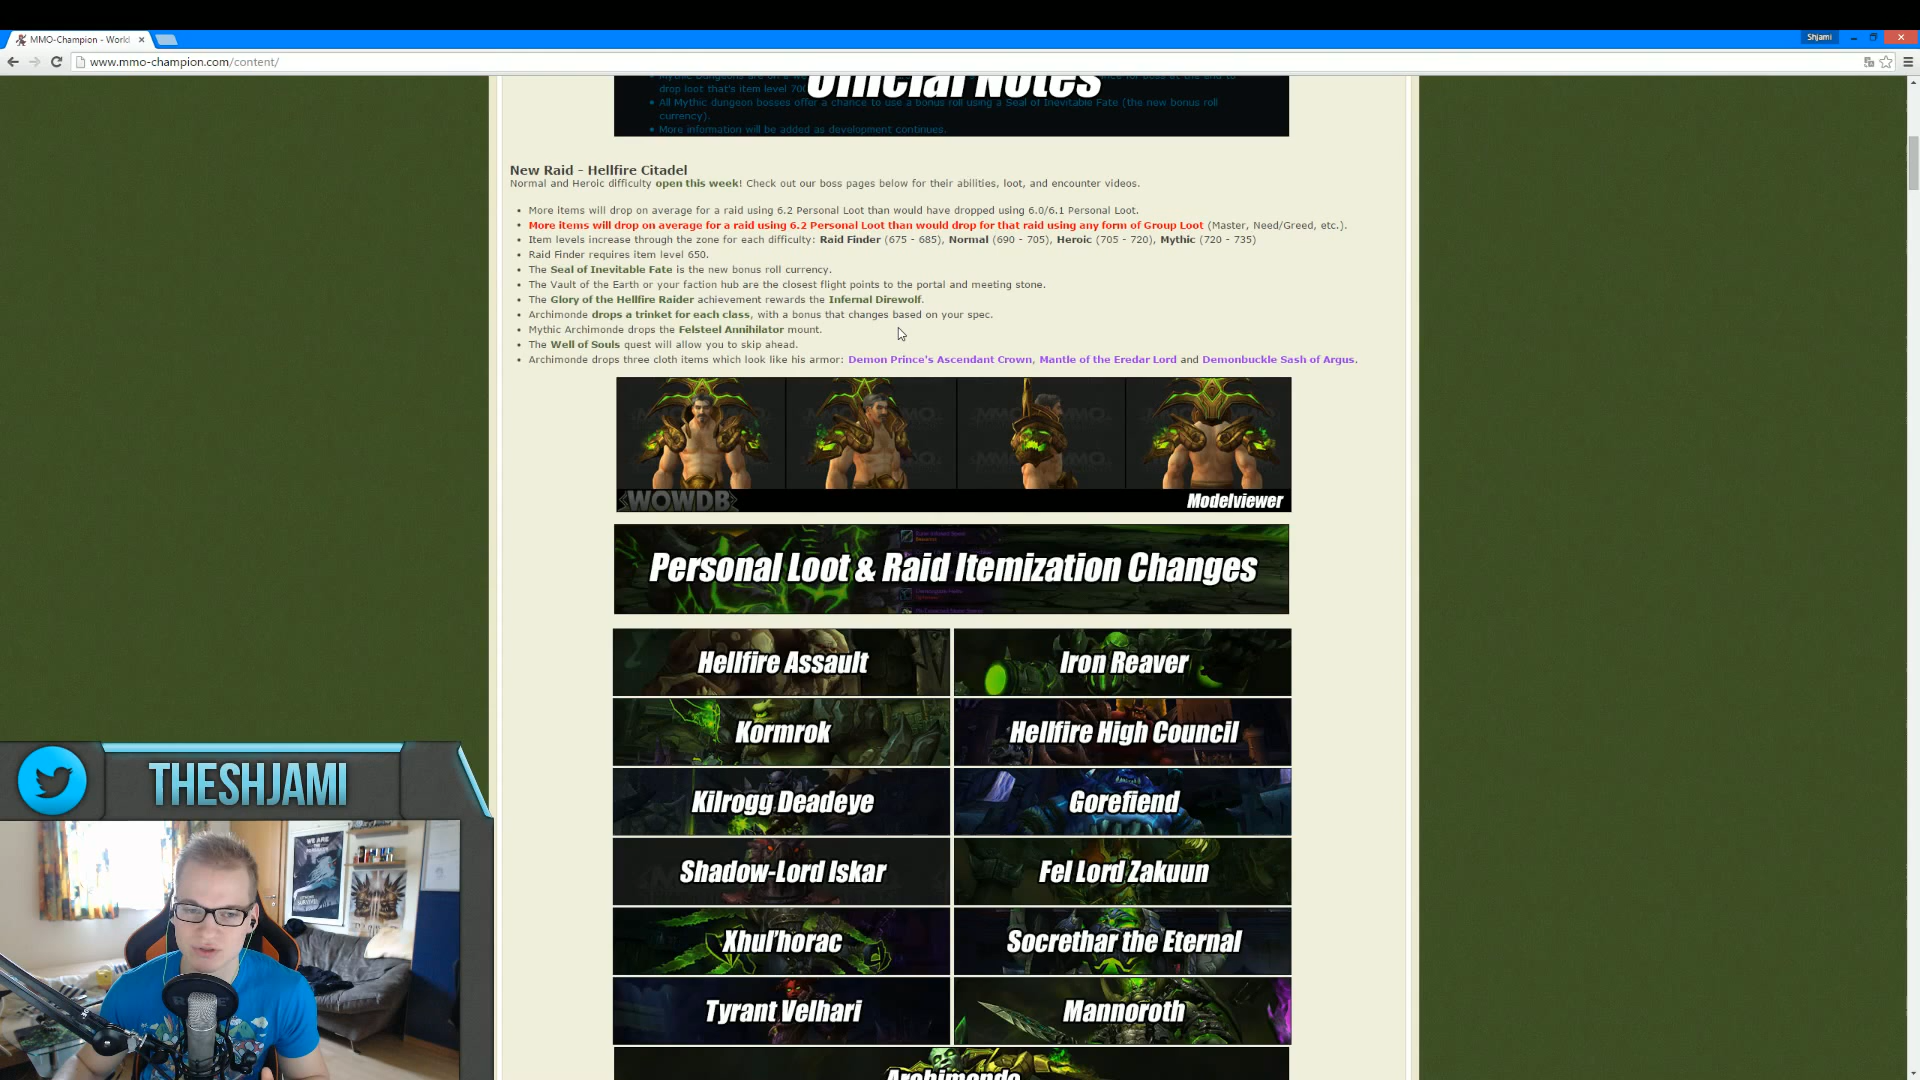 MMO-Champion - World
Shjami
www.mmo-champion.com/content/
Official Notes
drop loot that's item level 70
All Mythic dungeon bosses offer a chance to use a bonus roll using a Seal of Inevitable Fate (the new bonus roll
currency).
More information will be added as development continues.
New Raid - Hellfire Citadel
Normal and Heroic difficulty open this week! Check out our boss pages below for their abilities, loot, and encounter videos.
More items will drop on average for a raid using 6.2 Personal Loot than would have dropped using 6.0/6.1 Personal Loot.
More items will drop on average for a raid using 6.2 Personal Loot than would drop for that raid using any form of Group Loot (Master, Need/Greed, etc.).
Item levels increase through the zone for each difficulty: Raid Finder (675 - 685), Normal (690 - 705), Heroic (705 - 720), Mythic (720 - 735)
Raid Finder requires item level 650.
The Seal of Inevitable Fate is the new bonus roll currency.
The Vault of the Earth or your faction hub are the closest flight points to the portal and meeting stone.
The Glory of the Hellfire Raider achievement rewards the Infernal Direwolf.
Archimonde drops a trinket for each class, with a bonus that changes based on your spec.
Mythic Archimonde drops the Felsteel Annihilator mount.
The Well of Souls quest will allow you to skip ahead.
Archimonde drops three cloth items which look like his armor: Demon Prince's Ascendant Crown, Mantle of the Eredar Lord and Demonbuckle Sash of Argus.
WOWDB
Modelviewer
Personal Loot & Raid Itemization Changes
Hellfire Assault
Iron Reaver
Kormrok
Hellfire High Council
Kilrogg Deadeye
Gorefiend
Shadow-Lord Iskar
Fel Lord Zakuun
Xhul'horac
Socrethar the Eternal
Tyrant Velhari
Mannoroth
Archimonde
THESHJAMI